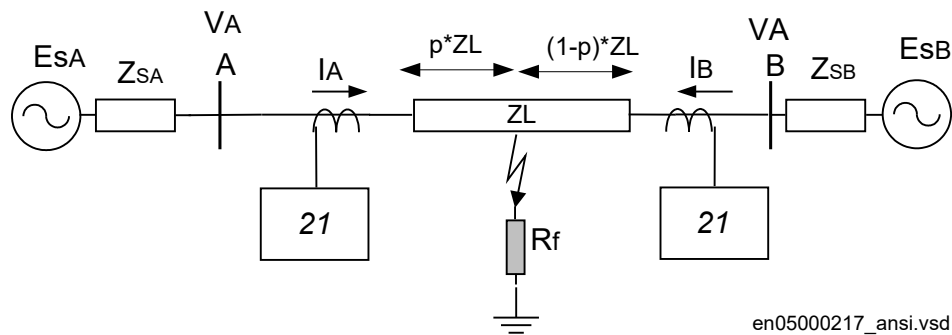 EsA
ZSA
VA
A
IA
p*ZL
(1-p)*ZL
ZL
IB
VA
B
ZSB
EsB
21
21
Rf
en05000217_ansi.vsd